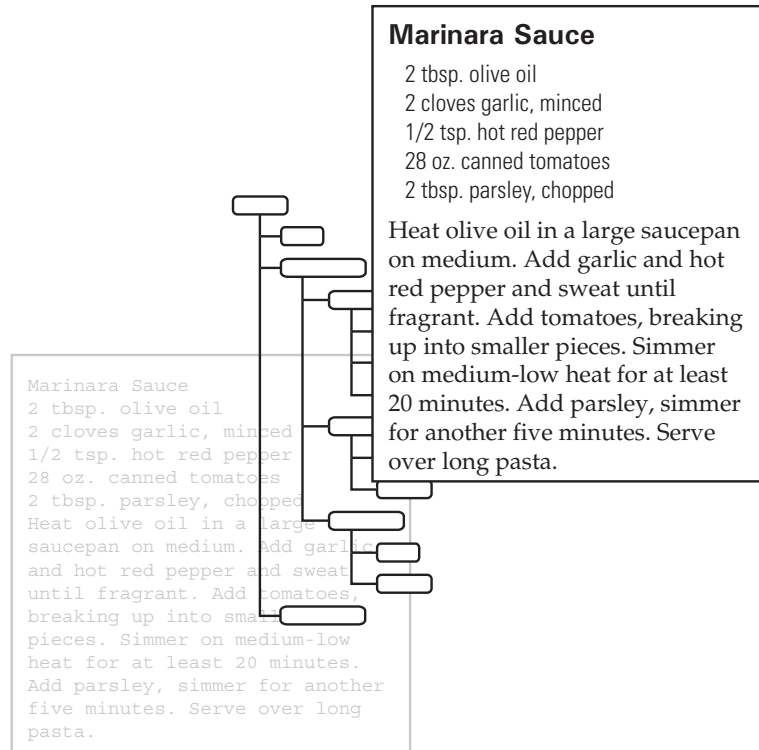 Marinara Sauce
2 tbsp. olive oil
2 cloves garlic, minced
1/2 tsp. hot red pepper
28 oz. canned tomatoes
2 tbsp. parsley, chopped
Heat olive oil in a large saucepan
on medium. Add garlic and hot
red pepper and sweat until
fragrant. Add tomatoes, breaking
up into smaller pieces. Simmer
on medium-low heat for at least
20 minutes. Add parsley, simmer
for another five minutes. Serve
over long pasta.
Marinara Sauce
2 tbsp. olive oil
2 cloves garlic, minced
1/2 tsp. hot red pepper
28 oz. canned tomatoes
2 tbsp. parsley, chopped
Heat olive oil in a large
saucepan on medium. Add garlic
and hot red pepper and sweat
until fragrant. Add tomatoes,
breaking up into smaller
pieces. Simmer on medium-low
heat for at least 20 minutes.
Add parsley, simmer for another
five minutes. Serve over long
pasta.